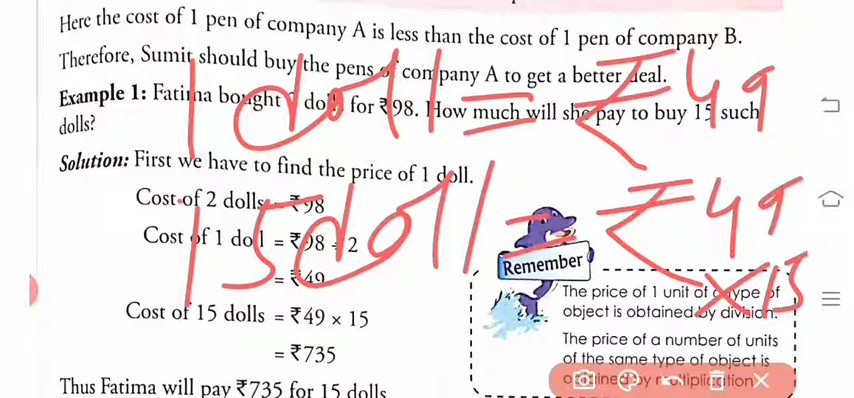 Here the cost of 1 pen of company A is less than the cost of 1 pen of company B.
Therefore, Sumit should buy the pens of company A to get a better deal.
Example 1: Fatima bought 2 dolls for ₹98. How much will she pay to buy 15 such
dolls?
Solution: First we have to find the price of 1 doll.
Cost of 2 dolls = ₹98
Cost of 1 doll = ₹98 ÷ 2
= ₹49
Cost of 15 dolls = ₹49 × 15
= ₹735
Thus Fatima will pay ₹735 for 15 dolls
Remember
The price of 1 unit of a type of
object is obtained by division.
The price of a number of units
of the same type of object is
obtained by multiplication
1 doll = ₹49
15 doll = ₹49
×15